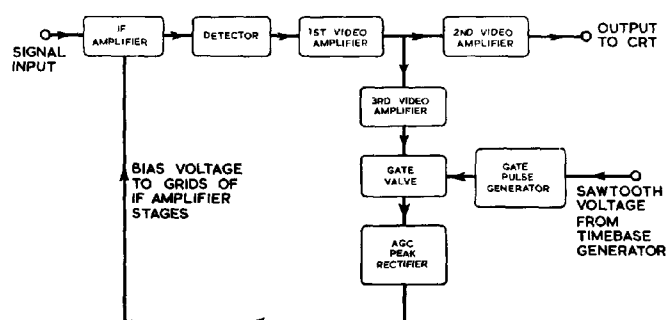 SIGNAL
INPUT
IF
AMPLIFIER
DETECTOR
1ST VIDEO
AMPLIFIER
2ND VIDEO
AMPLIFIER
OUTPUT
TO CRT
3RD VIDEO
AMPLIFIER
BIAS VOLTAGE
TO GRIDS OF
IF AMPLIFIER
STAGES
GATE
VALVE
GATE
PULSE
GENERATOR
SAWTOOTH
VOLTAGE
FROM
TIMEBASE
GENERATOR
AGC
PEAK
RECTIFIER